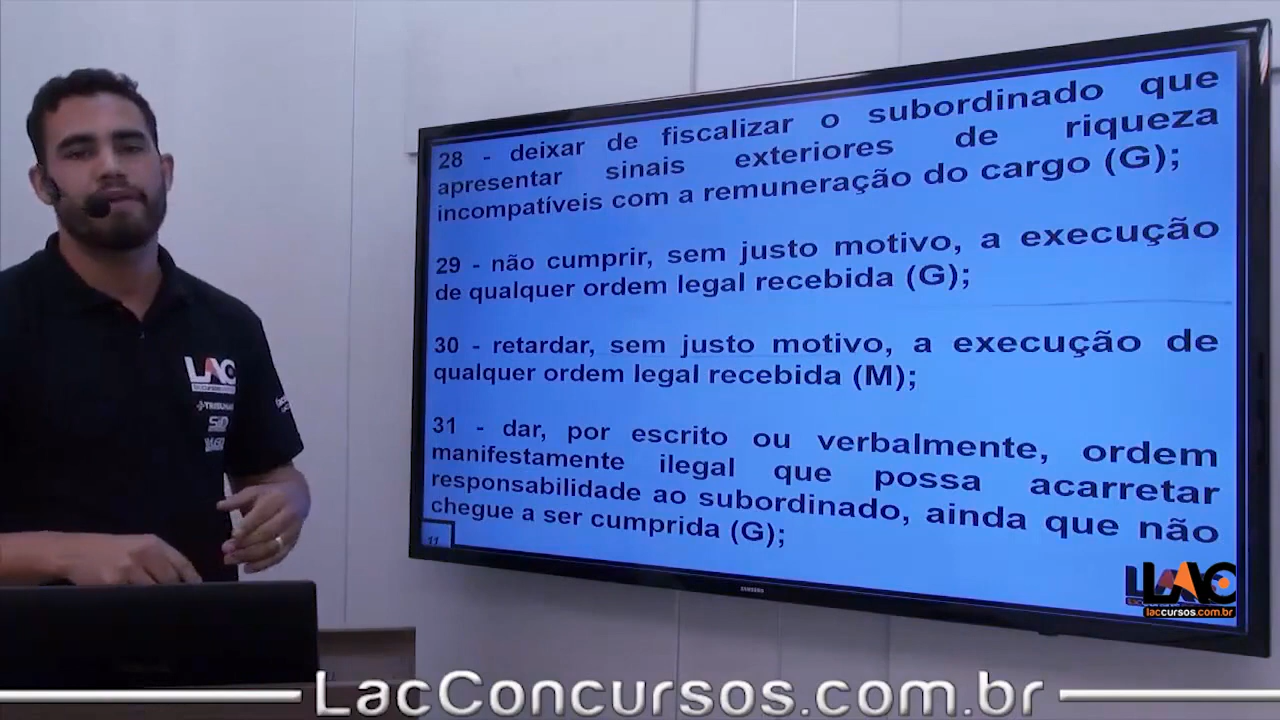 28 - deixar de fiscalizar o subordinado que
apresentar sinais exteriores de riqueza
incompatíveis com a remuneração do cargo (G);
29 - não cumprir, sem justo motivo, a execução
de qualquer ordem legal recebida (G);
30 - retardar, sem justo motivo, a execução de
qualquer ordem legal recebida (M);
31 - dar, por escrito ou verbalmente, ordem
manifestamente ilegal que possa acarretar
responsabilidade ao subordinado, ainda que não
chegue a ser cumprida (G);
11
LAC
laccursos.com.br
SAMSUNG
LAC
LacConcursos.com.br